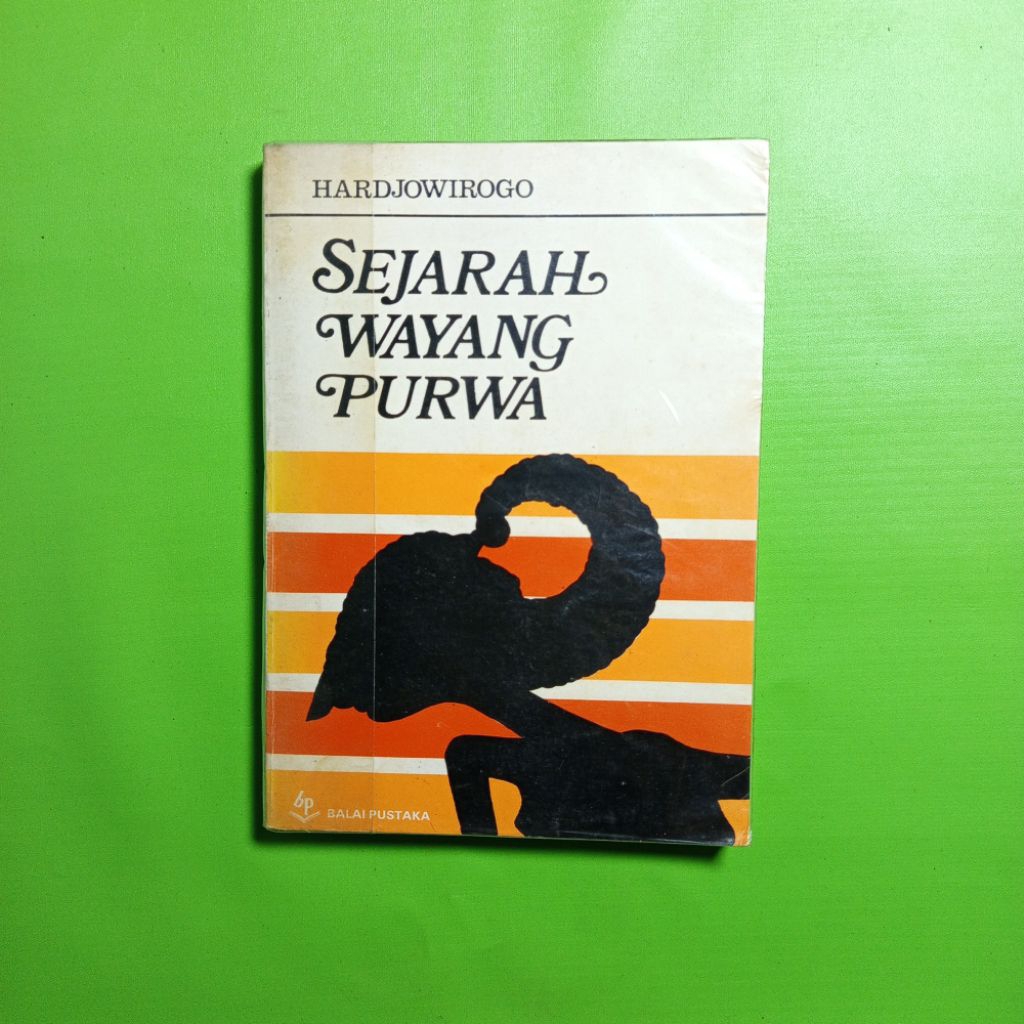 HARDJOWIROGO
SEJARAH
WAYANG
PURWA
bp BALAI PUSTAKA